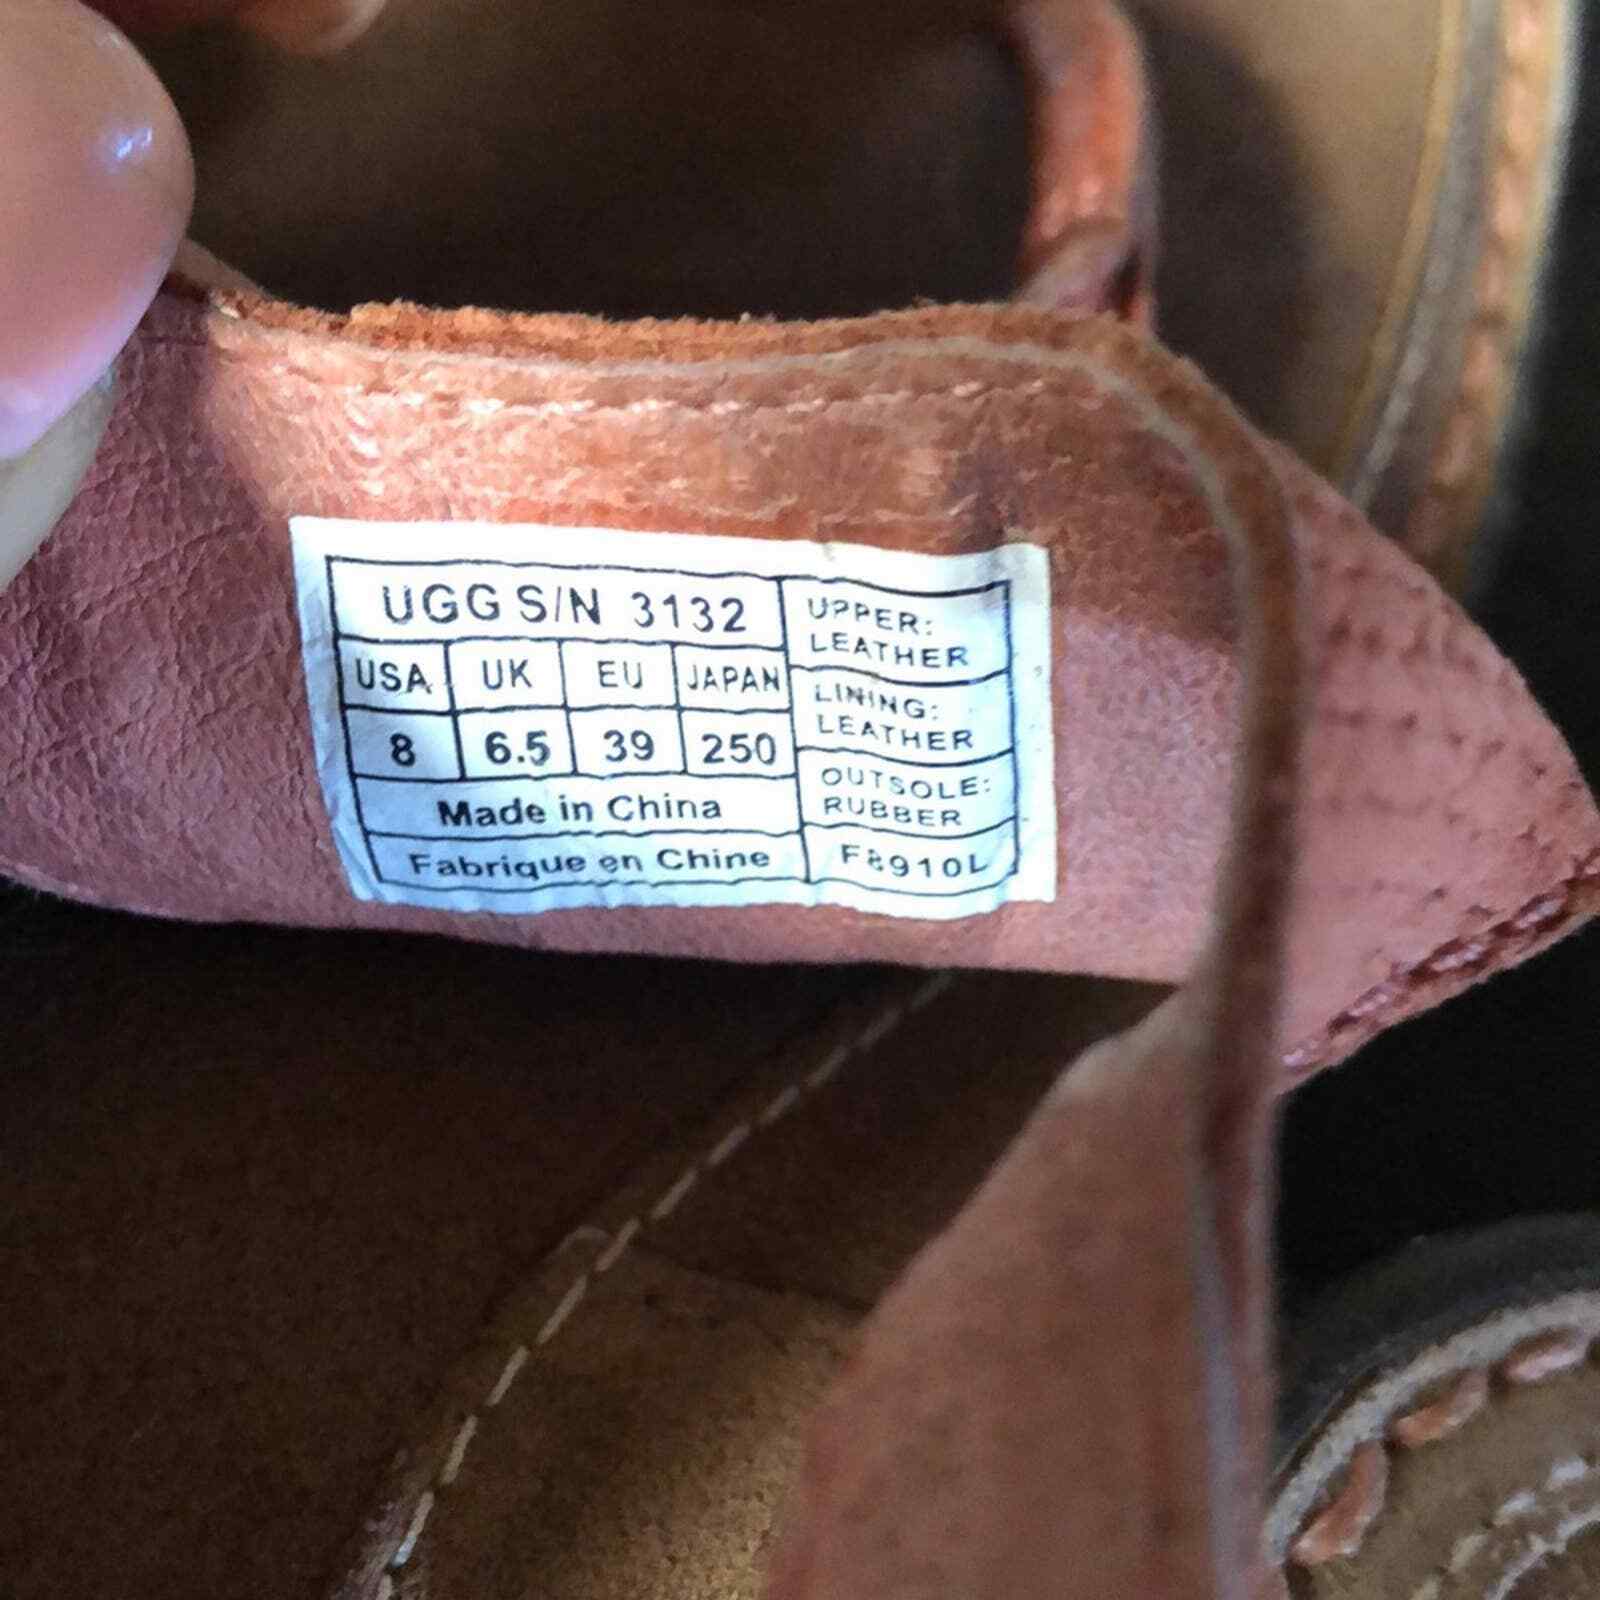 UGG S/N 3132
USA UK EU JAPAN
8 6.5 39 250
Made in China
Fabrique en Chine
UPPER:
LEATHER
LINING:
LEATHER
OUTSOLE:
RUBBER
F8910L